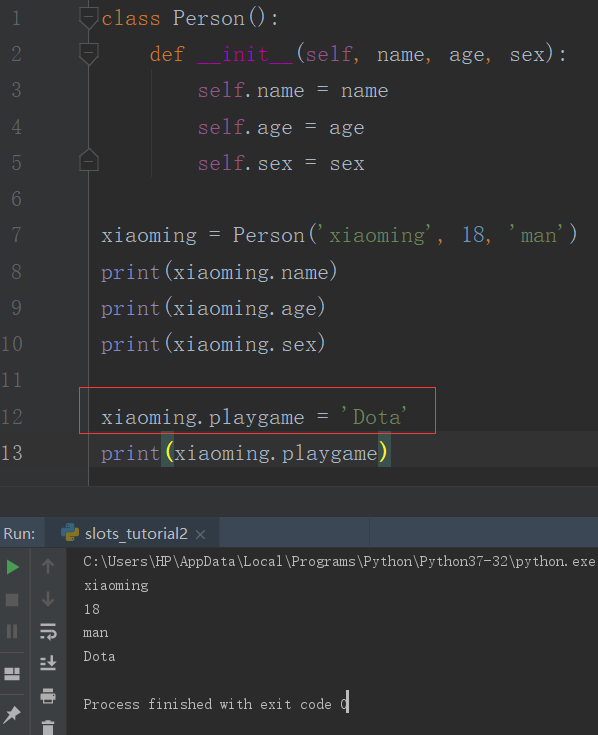 1 class Person():
2     def __init__(self, name, age, sex):
3         self.name = name
4         self.age = age
5         self.sex = sex
6
7 xiaoming = Person('xiaoming', 18, 'man')
8 print(xiaoming.name)
9 print(xiaoming.age)
10 print(xiaoming.sex)
11
12 xiaoming.playgame = 'Dota'
13 print(xiaoming.playgame)
Run: slots_tutorial2 ×
C:\Users\HP\AppData\Local\Programs\Python\Python37-32\python.exe
xiaoming
18
man
Dota
Process finished with exit code 0